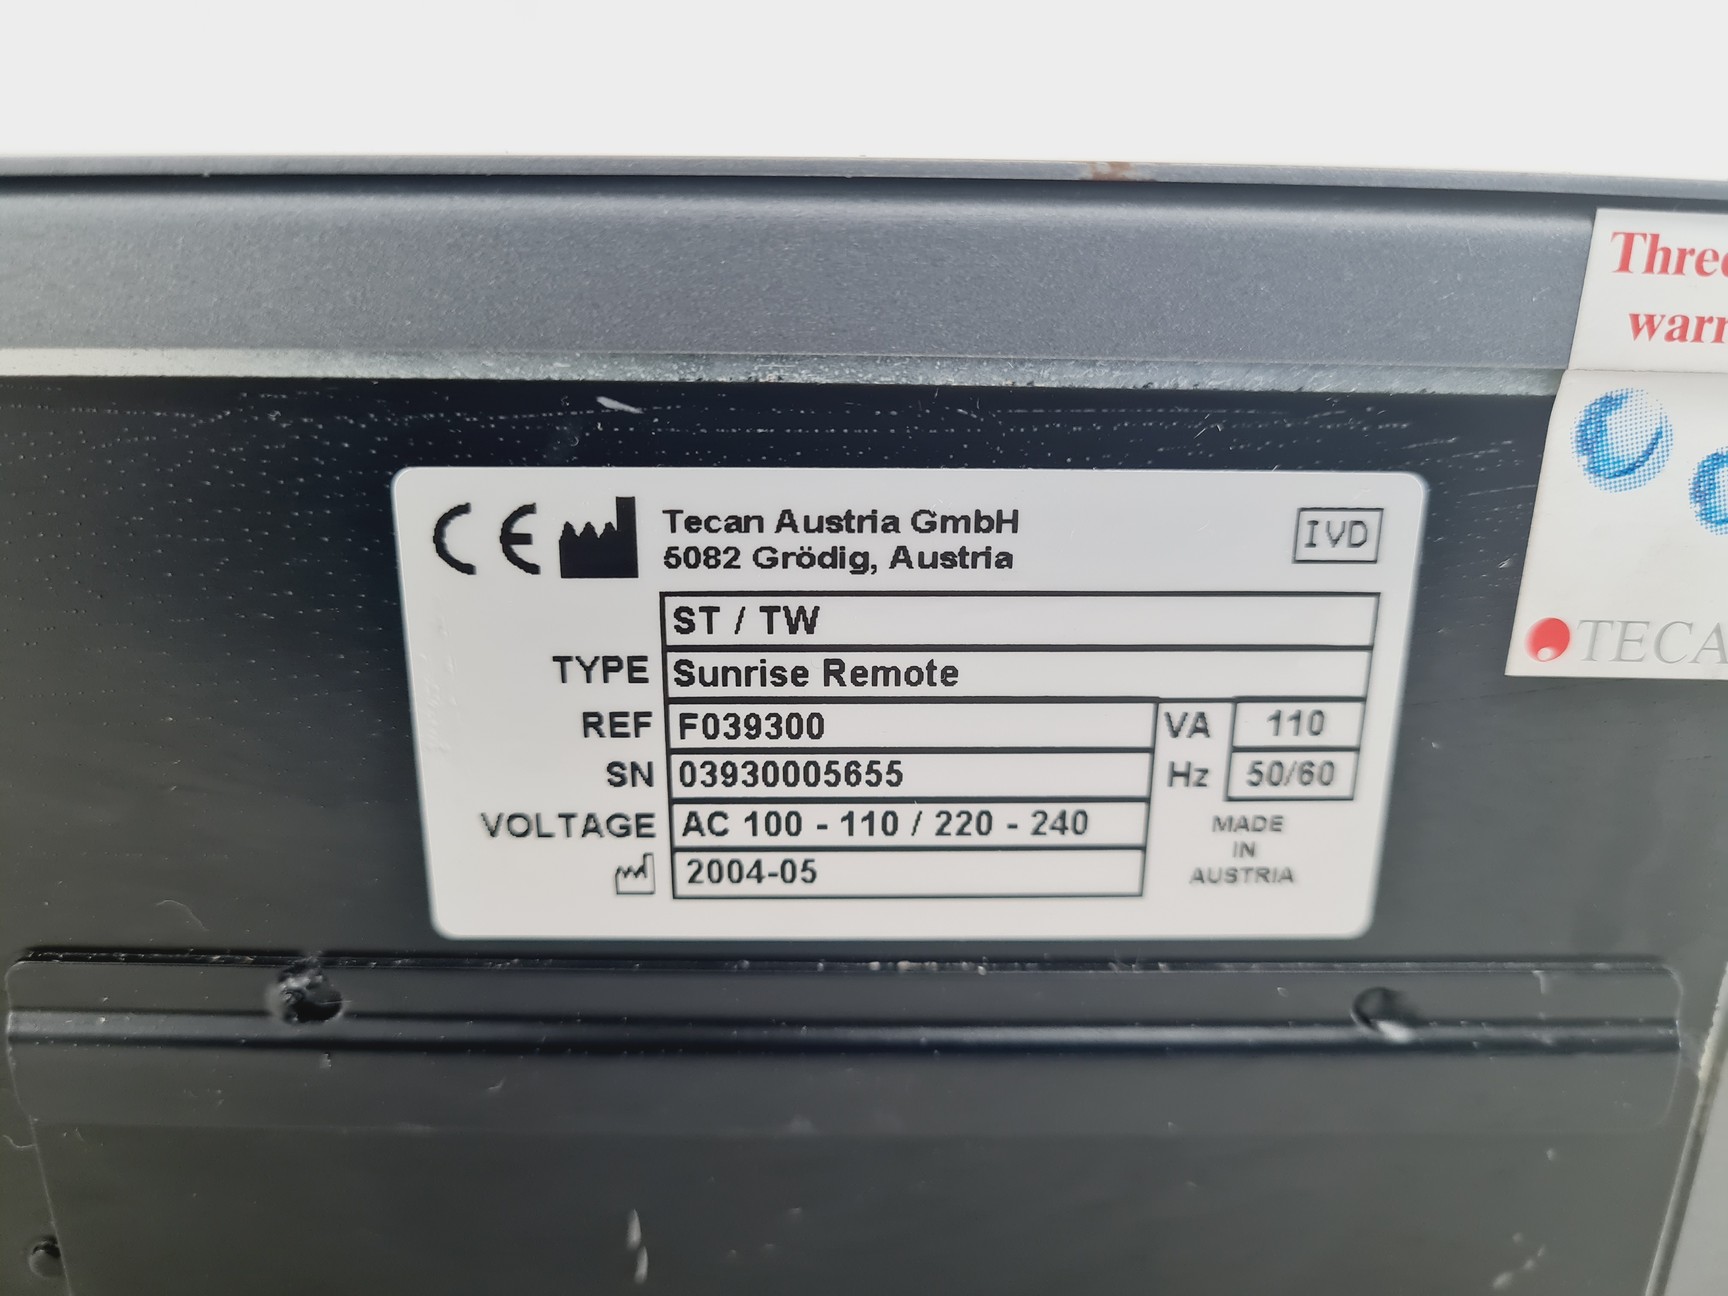 CE
Tecan Austria GmbH
5082 Grödig, Austria
IVD
ST / TW
TYPE Sunrise Remote
REF F039300 VA 110
SN 03930005655 Hz 50/60
VOLTAGE AC 100 - 110 / 220 - 240
2004-05
MADE
IN
AUSTRIA